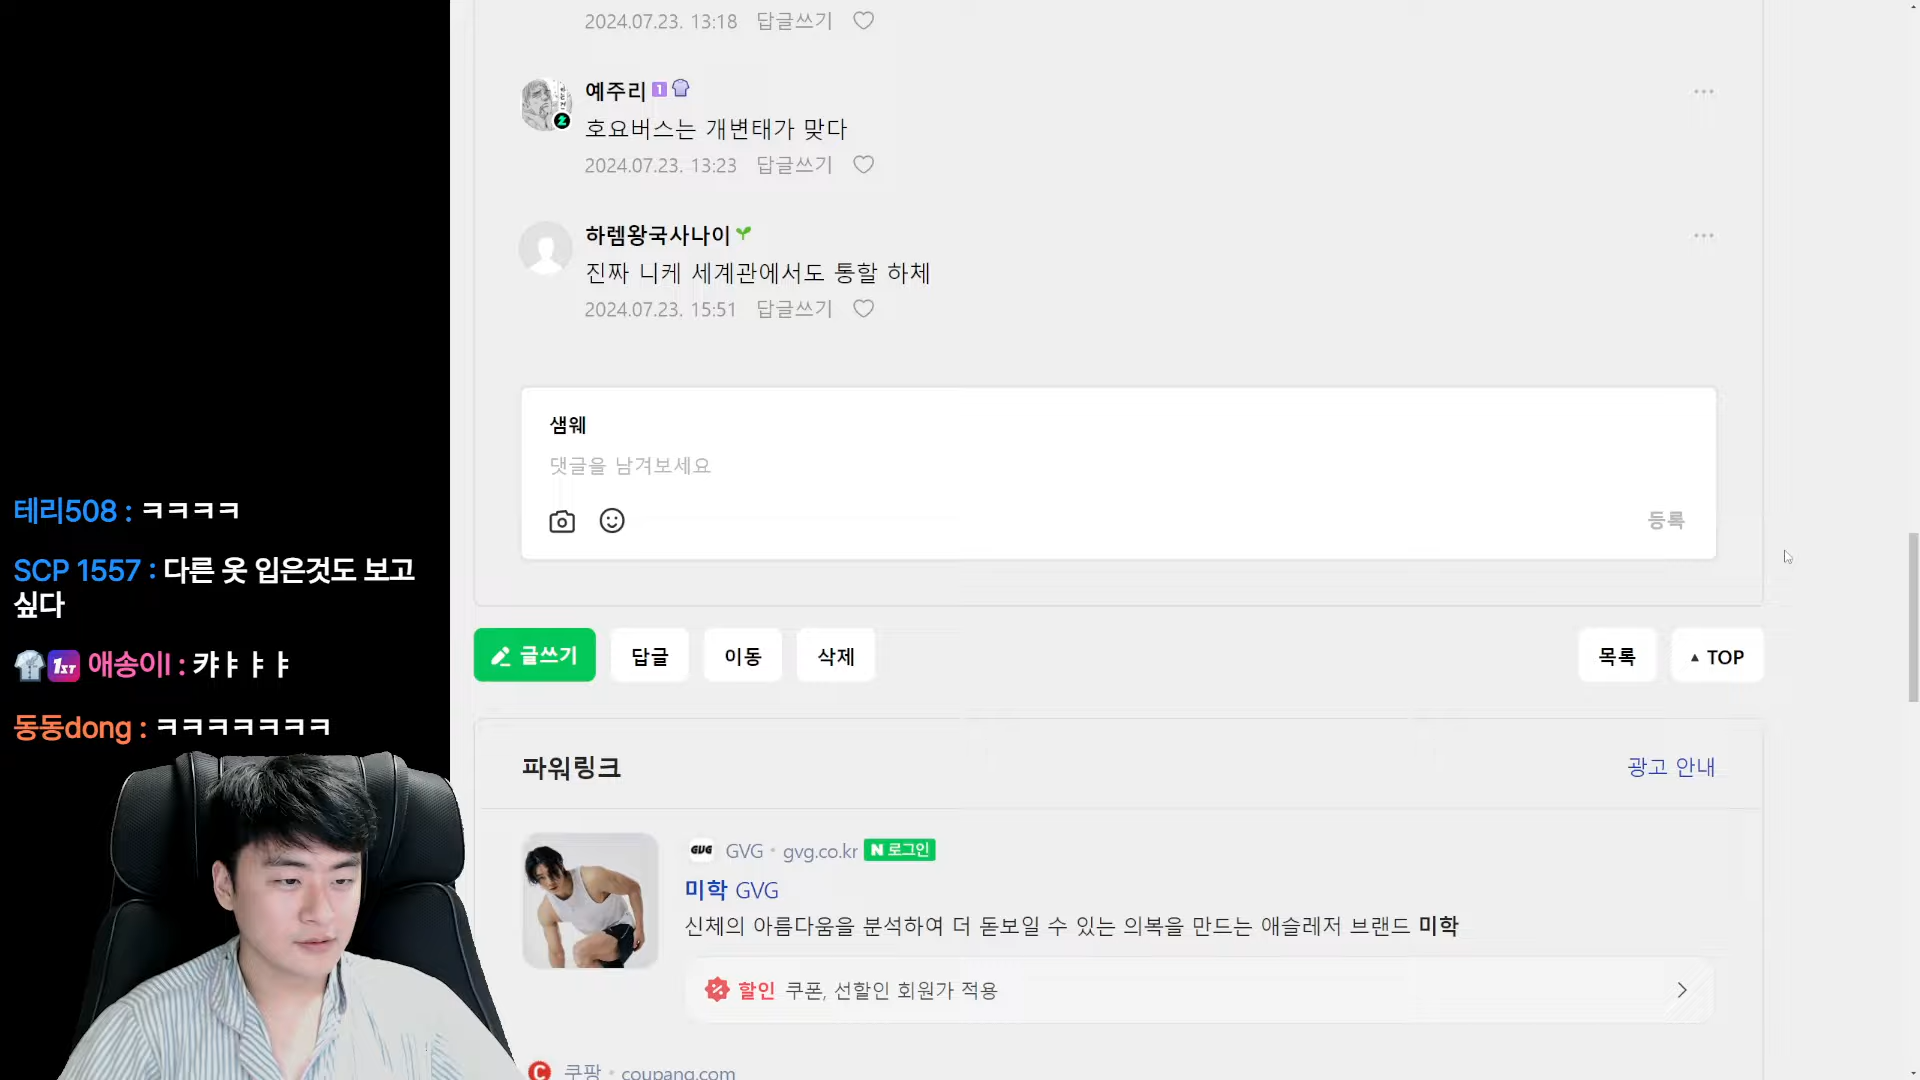 2024.07.23. 13:18 답글쓰기
예주리 1
호요버스는 개변태가 맞다
2024.07.23. 13:23 답글쓰기
하렘왕국사나이
진짜 니케 세계관에서도 통할 하체
2024.07.23. 15:51 답글쓰기
샘웨
댓글을 남겨보세요
등록
테리508 : ㅋㅋㅋㅋ
SCP 1557 : 다른 옷 입은것도 보고
싶다
1ST 애송이I : 캬ㅑㅑㅑ
동동dong : ㅋㅋㅋㅋㅋㅋㅋ
글쓰기 답글 이동 삭제 목록 ▲ TOP
파워링크 광고 안내
GVG GVG · gvg.co.kr N 로그인
미학 GVG
신체의 아름다움을 분석하여 더 돋보일 수 있는 의복을 만드는 애슬레저 브랜드 미학
할인 쿠폰, 선할인 회원가 적용
C 쿠팡 · coupang.com